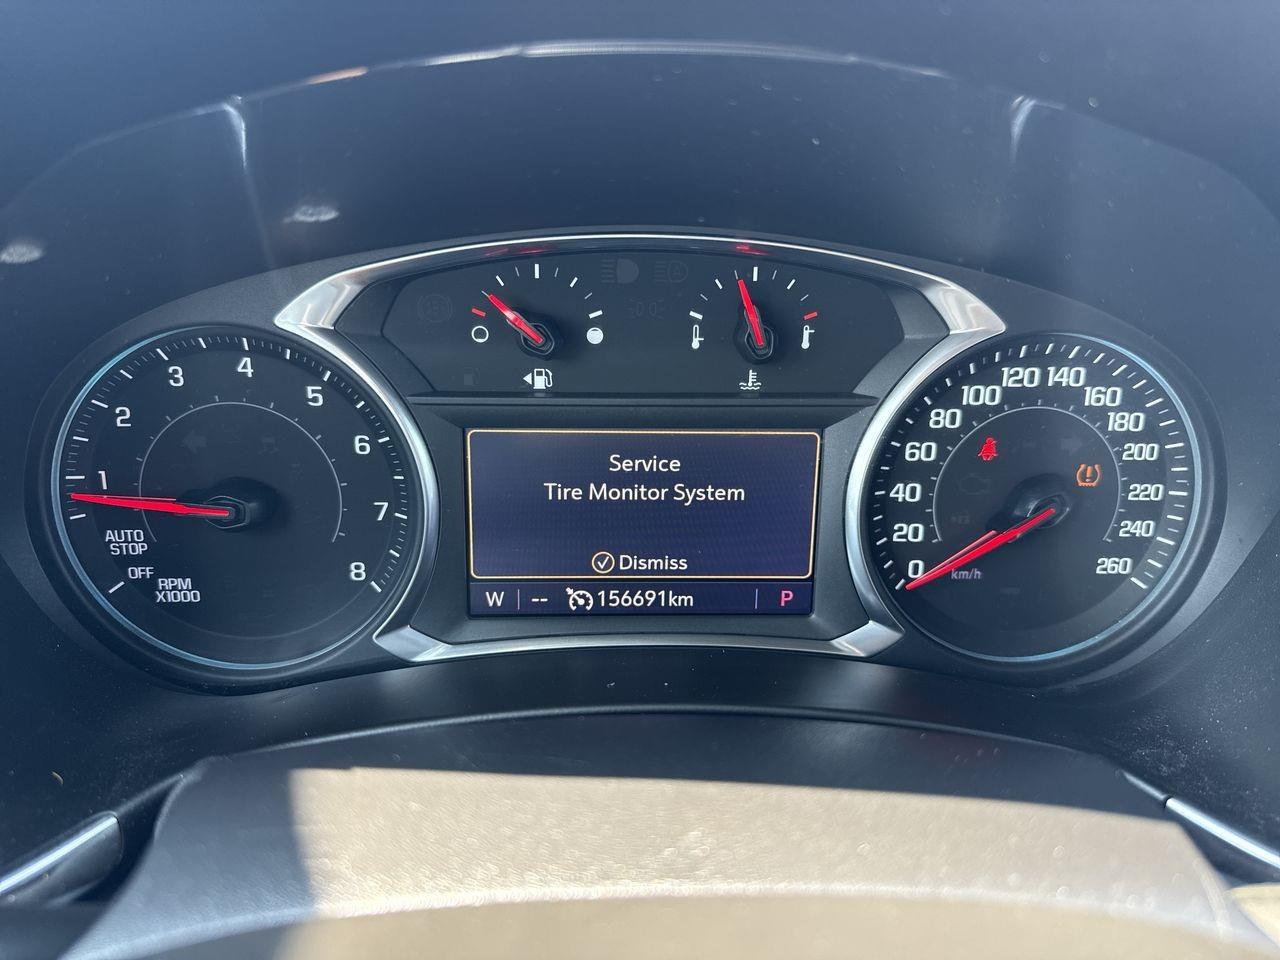 Service
Tire Monitor System
Dismiss
W -- 156691km P
1
2
3
4
5
6
7
8
AUTO
STOP
OFF
RPM
X1000
0
20
40
60
80
100
120
140
160
180
200
220
240
260
km/h